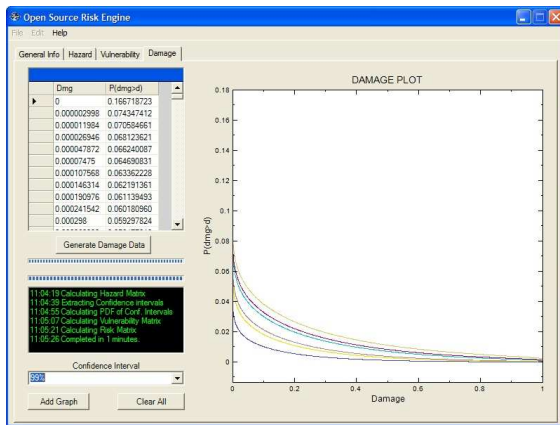 Open Source Risk Engine
File Edit Help
General Info Hazard Vulnerability Damage
Dmg P(dmg>d)
0 0.166718723
0.000002998 0.074347412
0.000011984 0.070584661
0.000026946 0.068123621
0.000047872 0.066240087
0.00007475 0.064690831
0.000107568 0.063362228
0.000146314 0.062191361
0.000190976 0.061139493
0.000241542 0.060180960
0.000298 0.059297824
Generate Damage Data
11:04:19 Calculating Hazard Matrix
11:04:39 Extracting Confidence intervals
11:04:55 Calculating PDF of Conf. Intervals
11:05:07 Calculating Vulnerability Matrix
11:05:21 Calculating Risk Matrix
11:05:26 Completed in 1 minutes.
Confidence Interval
99%
Add Graph Clear All
DAMAGE PLOT
P(dmg>d)
0.18
0.16
0.14
0.12
0.1
0.08
0.06
0.04
0.02
0
0 0.2 0.4 0.6 0.8 1
Damage